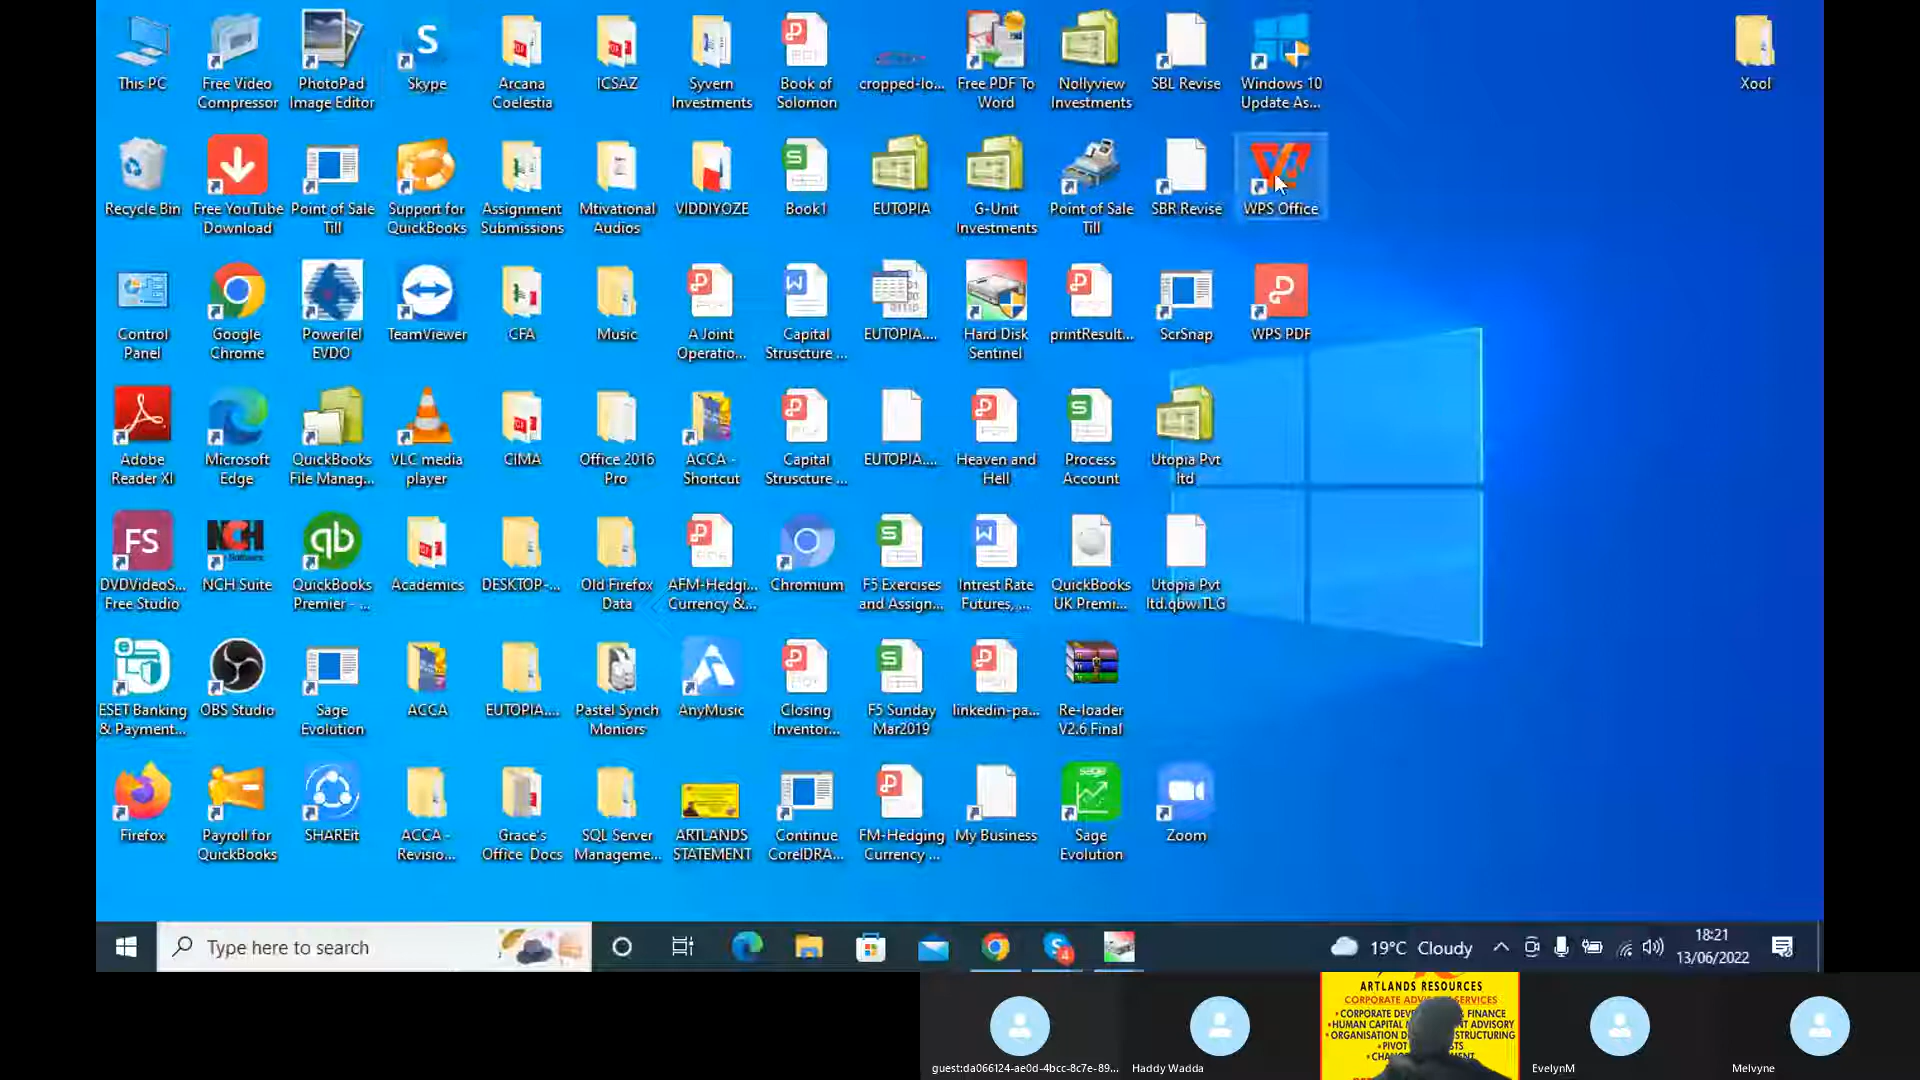 This PC
Free Video
Compressor
PhotoPad
Image Editor
Skype
Arcana
Coelestia
ICSAZ
Syvern
Investments
Book of
Solomon
cropped-lo...
Free PDF To
Word
Nollyview
Investments
SBL Revise
Windows 10
Update As...
Xool
Recycle Bin
Free YouTube
Download
Point of Sale
Till
Support for
QuickBooks
Assignment
Submissions
Mtivational
Audios
VIDDIYOZE
Book1
EUTOPIA
G-Unit
Investments
Point of Sale
Till
SBR Revise
WPS Office
Control
Panel
Google
Chrome
PowerTel
EVDO
TeamViewer
CFA
Music
A Joint
Operatio...
Capital
Struscture ...
EUTOPIA....
Hard Disk
Sentinel
printResult...
ScrSnap
WPS PDF
Adobe
Reader XI
Microsoft
Edge
QuickBooks
File Manag...
VLC media
player
CIMA
Office 2016
Pro
ACCA -
Shortcut
Capital
Struscture ...
EUTOPIA....
Heaven and
Hell
Process
Account
Utopia Pvt
ltd
FS
DVDVideoS...
Free Studio
NCH
NCH Suite
qb
QuickBooks
Premier - ...
Academics
DESKTOP-...
Old Firefox
Data
AFM-Hedgi...
Currency &...
Chromium
F5 Exercises
and Assign...
Intrest Rate
Futures, ...
QuickBooks
UK Premi...
Utopia Pvt
ltd.qbw.TLG
ESET Banking
& Payment...
OBS Studio
Sage
Evolution
ACCA
EUTOPIA....
Pastel Synch
Moniors
AnyMusic
Closing
Inventor...
F5 Sunday
Mar2019
linkedin-pa...
Re-loader
V2.6 Final
Firefox
Payroll for
QuickBooks
SHAREit
ACCA -
Revisio...
Grace's
Office Docs
SQL Server
Manageme...
ARTLANDS
STATEMENT
Continue
CorelDRA...
FM-Hedging
Currency ...
My Business
sage
Sage
Evolution
Zoom
Type here to search
19°C Cloudy
18:21
13/06/2022
ARTLANDS RESOURCES
CORPORATE ADV SERVICES
guest:da066124-ae0d-4bcc-8c7e-89...
Haddy Wadda
EvelynM
Melvyne